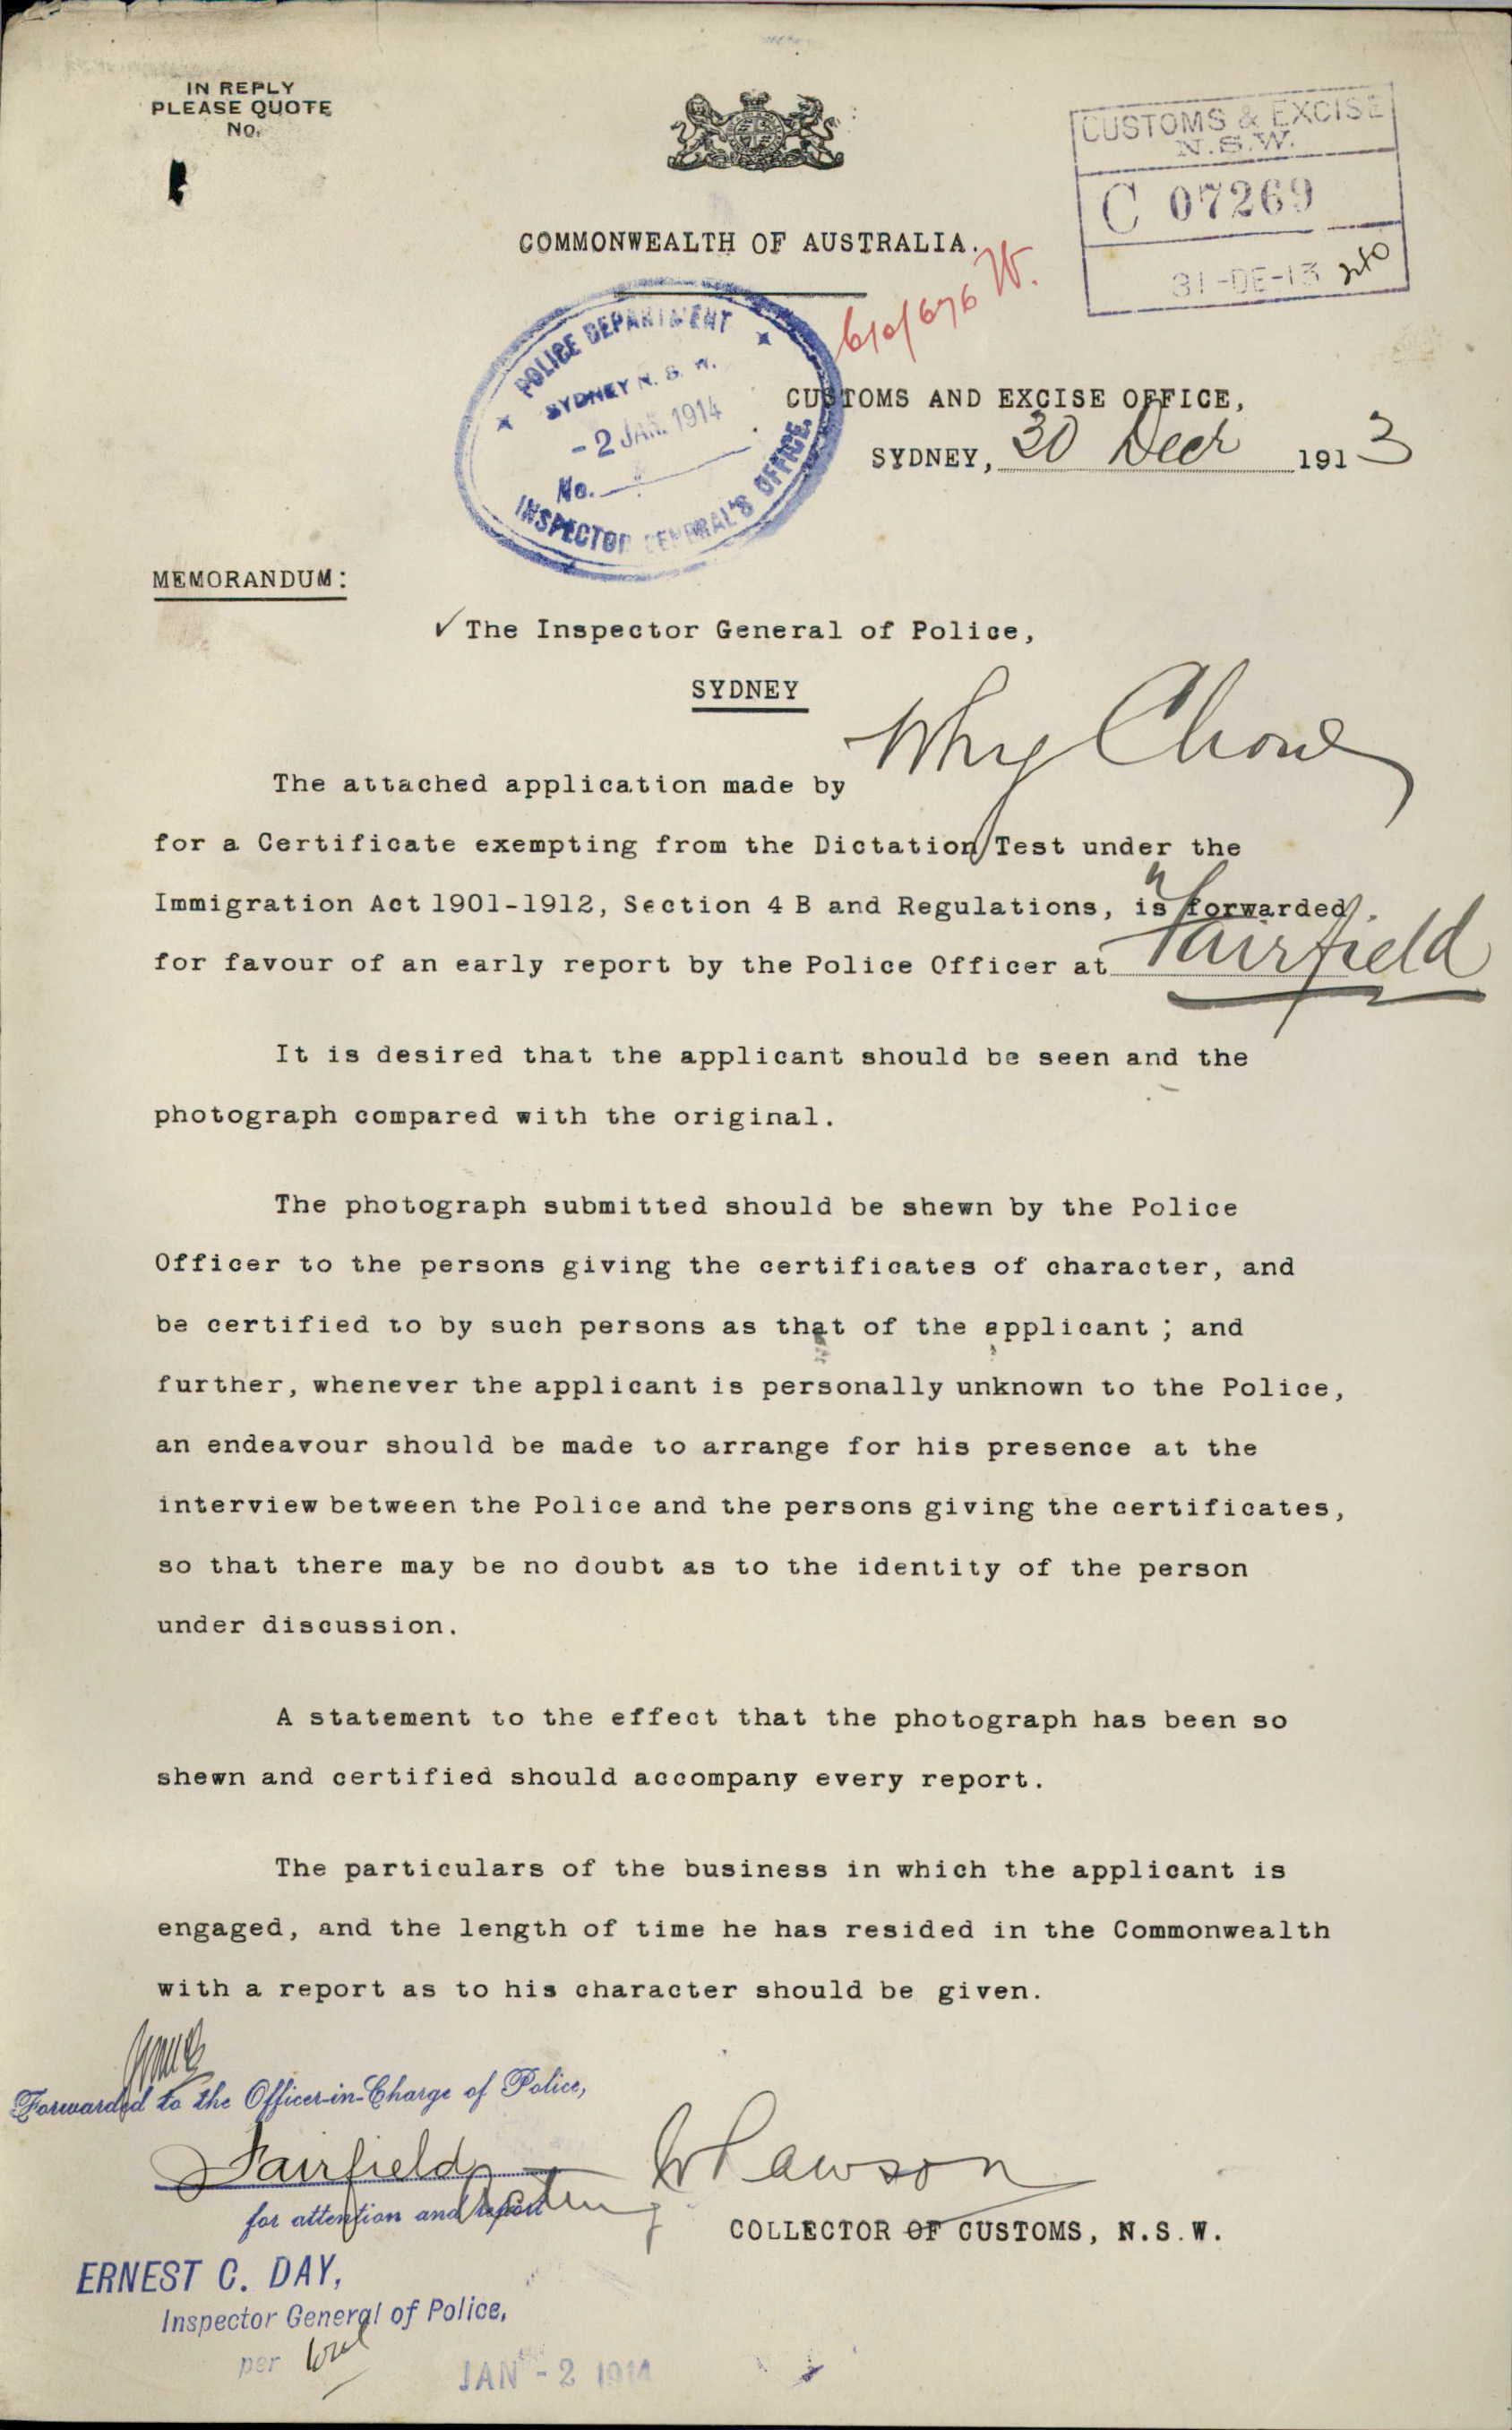 IN REPLY
PLEASE QUOTE
No.
CUSTOMS & EXCISE
N.S.W.
C 07269
31-DE-13
COMMONWEALTH OF AUSTRALIA.
POLICE DEPARTMENT
SYDNEY N. S. W.
-2 JAN. 1914
No.
INSPECTOR GENERAL'S OFFICE.
CUSTOMS AND EXCISE OFFICE,
SYDNEY, 30 Decr 1913
MEMORANDUM:
✓ The Inspector General of Police,
SYDNEY
The attached application made by Why Chong
for a Certificate exempting from the Dictation Test under the
Immigration Act 1901-1912, Section 4 B and Regulations, is forwarded
for favour of an early report by the Police Officer at Fairfield
It is desired that the applicant should be seen and the
photograph compared with the original.
The photograph submitted should be shewn by the Police
Officer to the persons giving the certificates of character, and
be certified to by such persons as that of the applicant ; and
further, whenever the applicant is personally unknown to the Police,
an endeavour should be made to arrange for his presence at the
interview between the Police and the persons giving the certificates,
so that there may be no doubt as to the identity of the person
under discussion.
A statement to the effect that the photograph has been so
shewn and certified should accompany every report.
The particulars of the business in which the applicant is
engaged, and the length of time he has resided in the Commonwealth
with a report as to his character should be given.
Forwarded to the Officer-in-Charge of Police,
Fairfield
for attention and report
Acting
COLLECTOR OF CUSTOMS, N.S.W.
ERNEST C. DAY,
Inspector General of Police,
per
JAN -2 1914